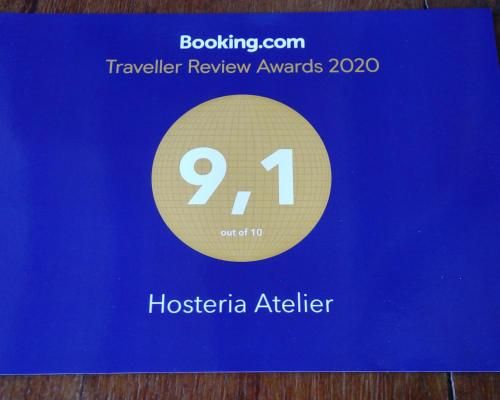 Booking.com
Traveller Review Awards 2020
9,1
out of 10
Hosteria Atelier